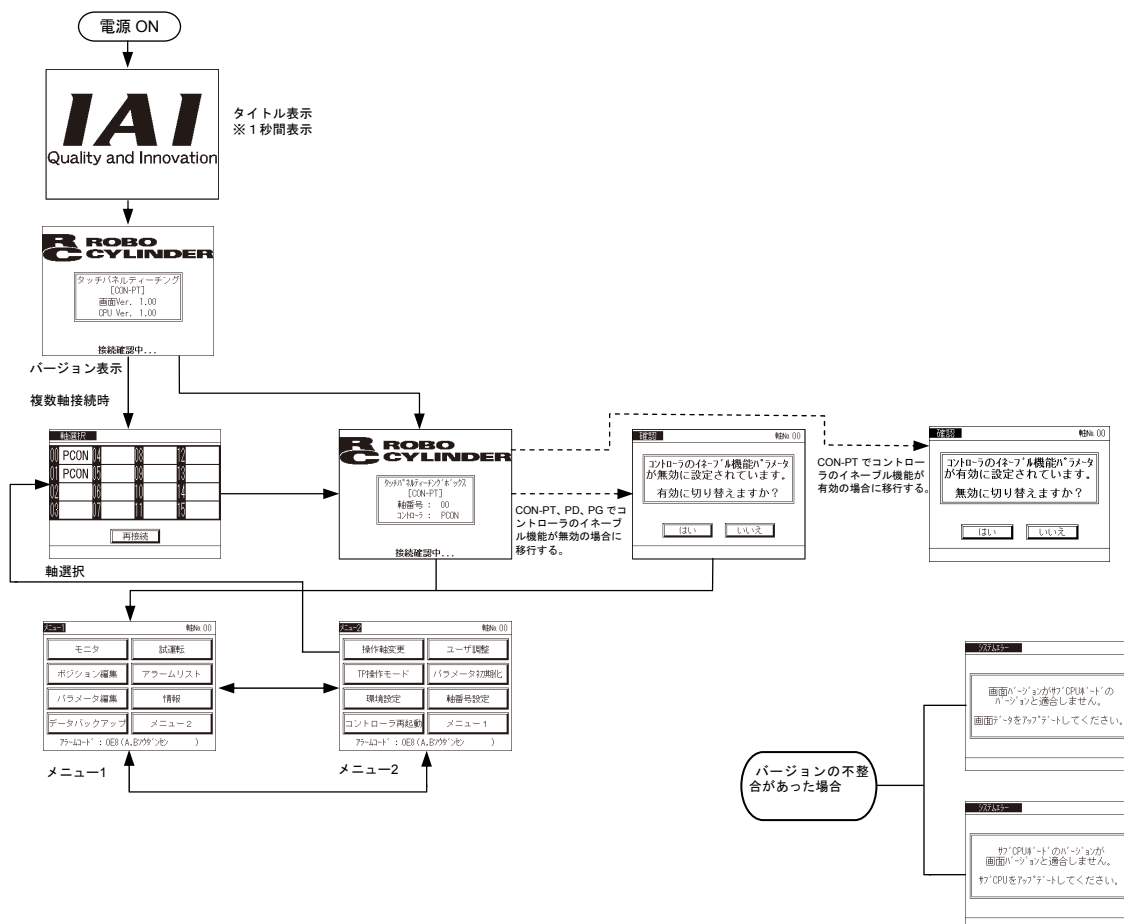 電源 ON
IAI
Quality and Innovation
タイトル表示
※1秒間表示
RC ROBO
CYLINDER
タッチパネルティーチング
[CON-PT]
画面Ver. 1.00
CPU Ver. 1.00
接続確認中...
バージョン表示
複数軸接続時
軸選択
00 PCON 04 08 12
01 PCON 05 09 13
02 06 10 14
03 07 11 15
再接続
軸選択
RC ROBO
CYLINDER
タッチパネルティーチングボックス
[CON-PT]
軸番号 : 00
コントローラ : PCON
接続確認中...
CON-PT、PD、PG でコ
ントローラのイネーブ
ル機能が無効の場合に
移行する。
確認 軸No.00
コントローラのイネーブル機能パラメータ
が無効に設定されています。
有効に切り替えますか？
はい いいえ
CON-PT でコントロー
ラのイネーブル機能が
有効の場合に移行する。
確認 軸No.00
コントローラのイネーブル機能パラメータ
が有効に設定されています。
無効に切り替えますか？
はい いいえ
メニュー1 軸No.00
モニタ 試運転
ポジション編集 アラームリスト
パラメータ編集 情報
データバックアップ メニュー2
アラームコード : 0E8 (A.Bソウダンセン )
メニュー1
メニュー2 軸No.00
操作軸変更 ユーザ調整
TP操作モード パラメータ初期化
環境設定 軸番号設定
コントローラ再起動 メニュー1
アラームコード : 0E8 (A.Bソウダンセン )
メニュー2
バージョンの不整
合があった場合
システムエラー
画面バージョンがサブCPUボードの
バージョンと適合しません。
画面データをアップデートしてください。
システムエラー
サブCPUボードのバージョンが
画面バージョンと適合しません。
サブCPUをアップデートしてください。